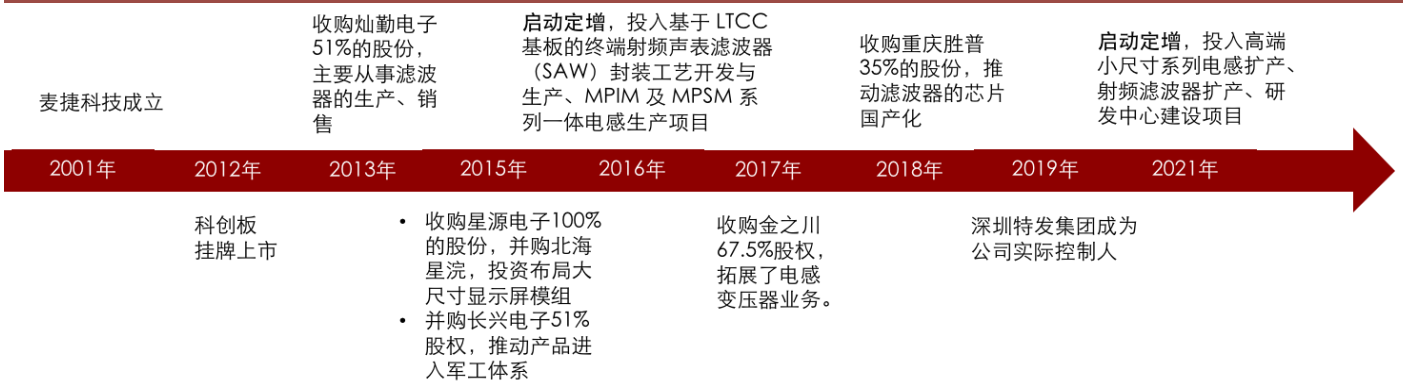 麦捷科技成立
收购灿勤电子
51%的股份，
主要从事滤波
器的生产、销
售
启动定增，投入基于 LTCC
基板的终端射频声表滤波器
（SAW）封装工艺开发与
生产、MPIM 及 MPSM 系
列一体电感生产项目
收购重庆胜普
35%的股份，推
动滤波器的芯片
国产化
启动定增，投入高端
小尺寸系列电感扩产、
射频滤波器扩产、研
发中心建设项目
2001年
2012年
2013年
2015年
2016年
2017年
2018年
2019年
2021年
科创板
挂牌上市
• 收购星源电子100%
的股份，并购北海
星浣，投资布局大
尺寸显示屏模组
• 并购长兴电子51%
股权，推动产品进
入军工体系
收购金之川
67.5%股权，
拓展了电感
变压器业务。
深圳特发集团成为
公司实际控制人